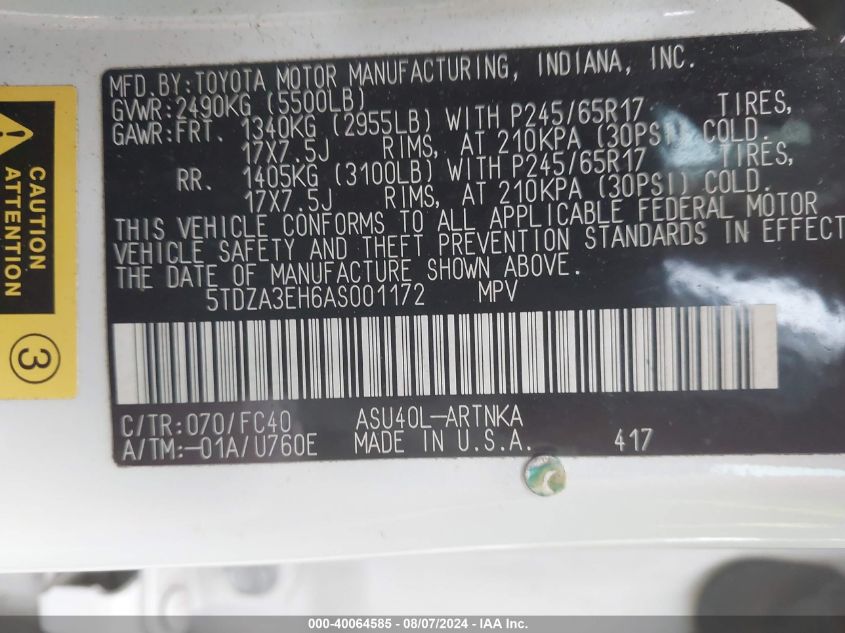 MFD.BY:TOYOTA MOTOR MANUFACTURING, INDIANA, INC.
GVWR:2490KG (5500LB)
GAWR:FRT. 1340KG (2955LB) WITH P245/65R17 TIRES,
17X7.5J RIMS, AT 210KPA (30PSI) COLD.
RR. 1405KG (3100LB) WITH P245/65R17 TIRES,
17X7.5J RIMS, AT 210KPA (30PSI) COLD.
THIS VEHICLE CONFORMS TO ALL APPLICABLE FEDERAL MOTOR
VEHICLE SAFETY AND THEFT PREVENTION STANDARDS IN EFFECT
THE DATE OF MANUFACTURE SHOWN ABOVE.
5TDZA3EH6AS001172 MPV
C/TR:070/FC40 ASU40L-ARTNKA
A/TM:-01A/U760E MADE IN U.S.A. 417
CAUTION
ATTENTION
3
000-40064585 - 08/07/2024 - IAA Inc.